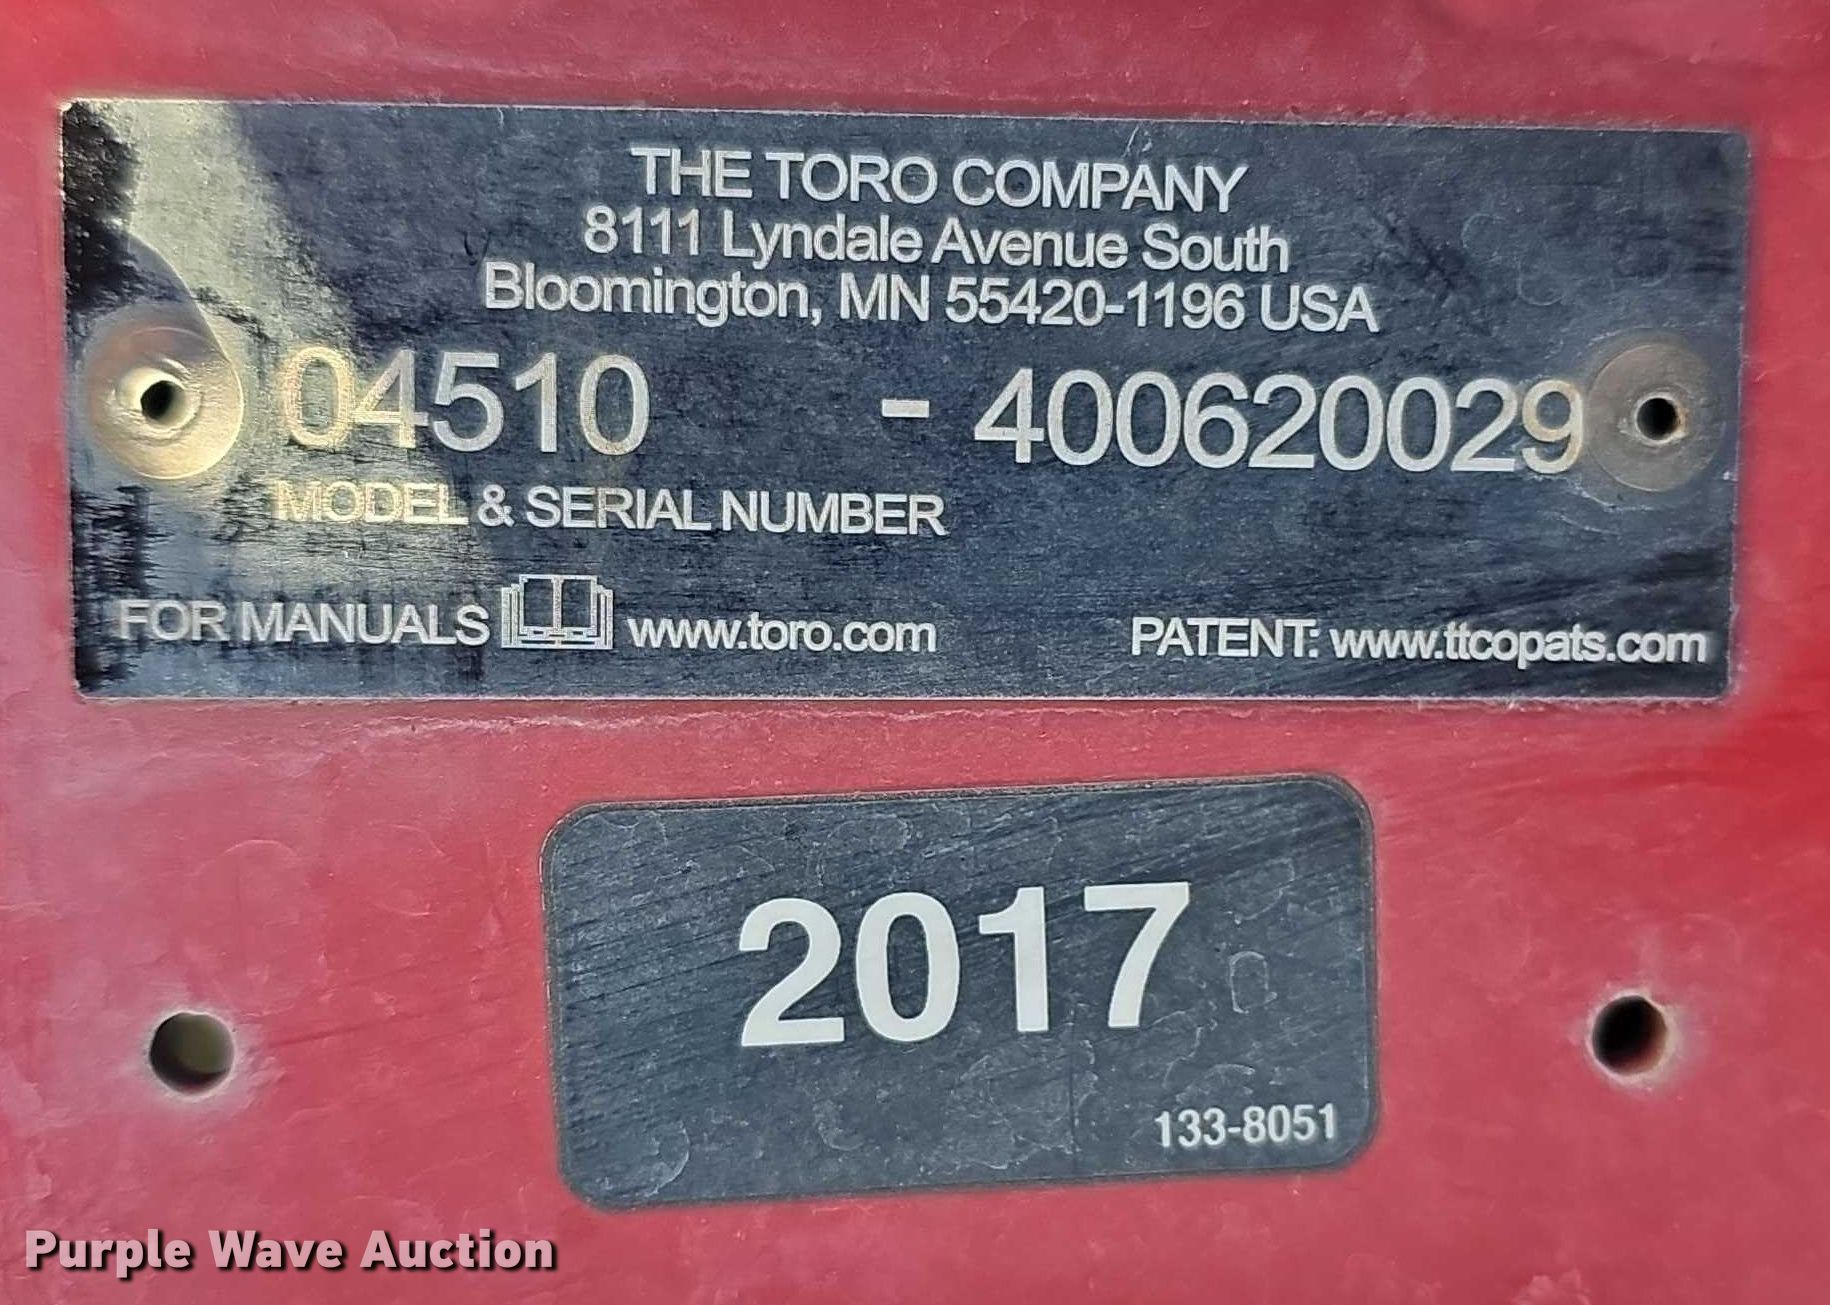 THE TORO COMPANY
8111 Lyndale Avenue South
Bloomington, MN 55420-1196 USA
04510 - 400620029
MODEL & SERIAL NUMBER
FOR MANUALS www.toro.com PATENT: www.ttcopats.com
2017
133-8051
Purple Wave Auction